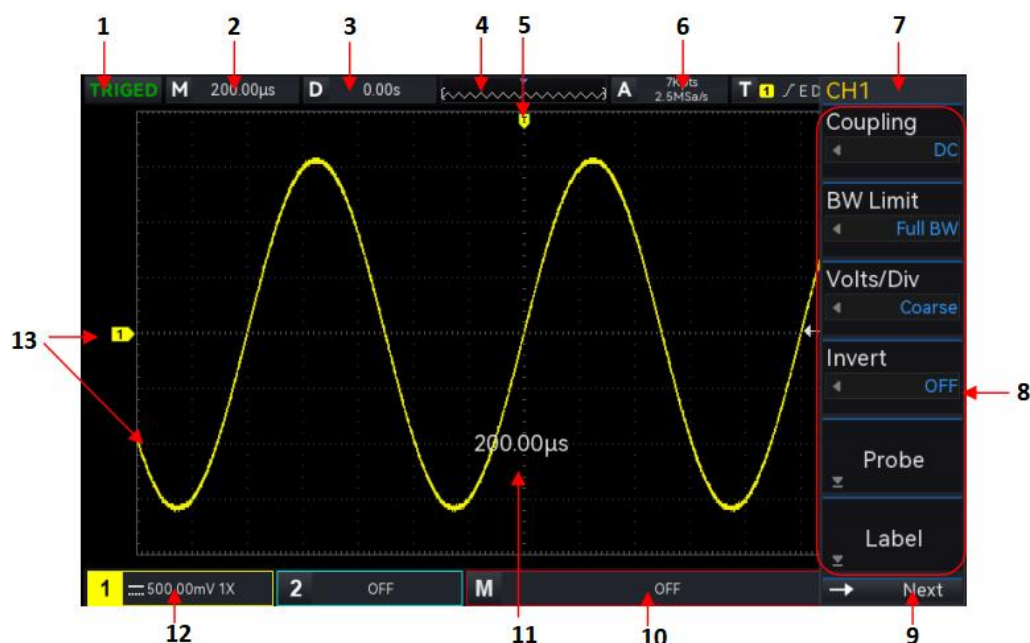 1 2 3 4 5 6 7
TRIGED M 200.00μs D 0.00s A 7Kpts 2.5MSa/s T 1 ED CH1
T
Coupling
DC
BW Limit
Full BW
Volts/Div
Coarse
13 1
Invert
OFF
8
200.00μs
Probe
Label
1 500.00mV 1X 2 OFF M OFF → Next
12 11 10 9